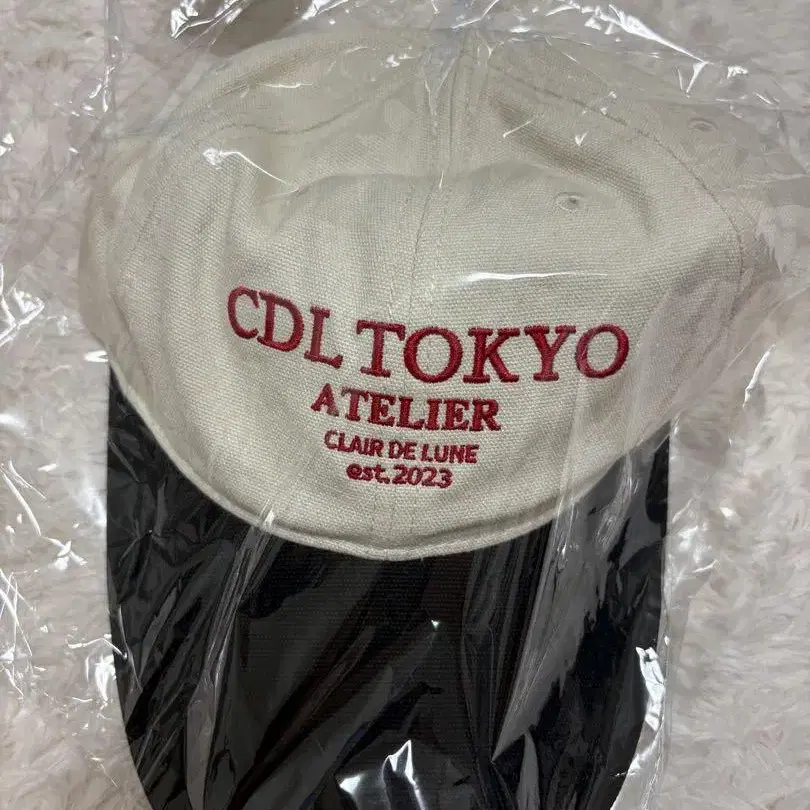 CDL TOKYO
ATELIER
CLAIR DE LUNE
est.2023